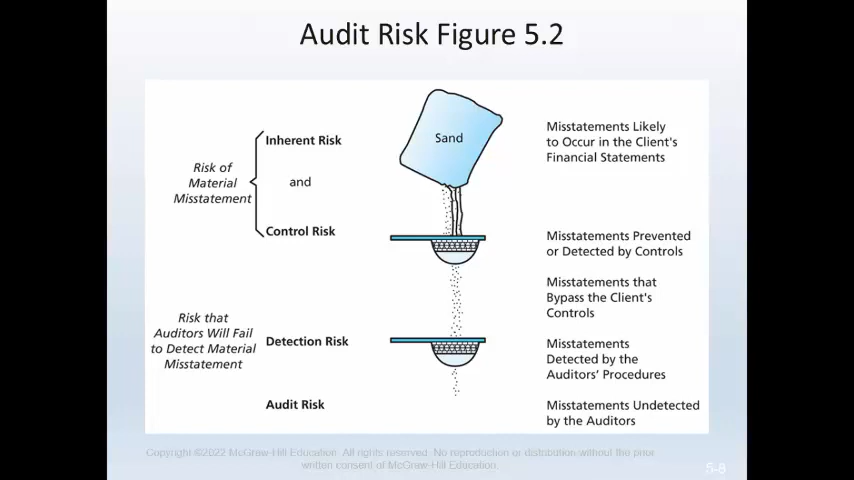 Audit Risk Figure 5.2
Inherent Risk
Sand
Misstatements Likely
to Occur in the Client's
Financial Statements
Risk of
Material
Misstatement
and
Control Risk
Misstatements Prevented
or Detected by Controls
Misstatements that
Bypass the Client's
Controls
Risk that
Auditors Will Fail
to Detect Material
Misstatement
Detection Risk
Misstatements
Detected by the
Auditors' Procedures
Audit Risk
Misstatements Undetected
by the Auditors
Copyright ©2022 McGraw-Hill Education. All rights reserved. No reproduction or distribution without the prior
written consent of McGraw-Hill Education.
5-8